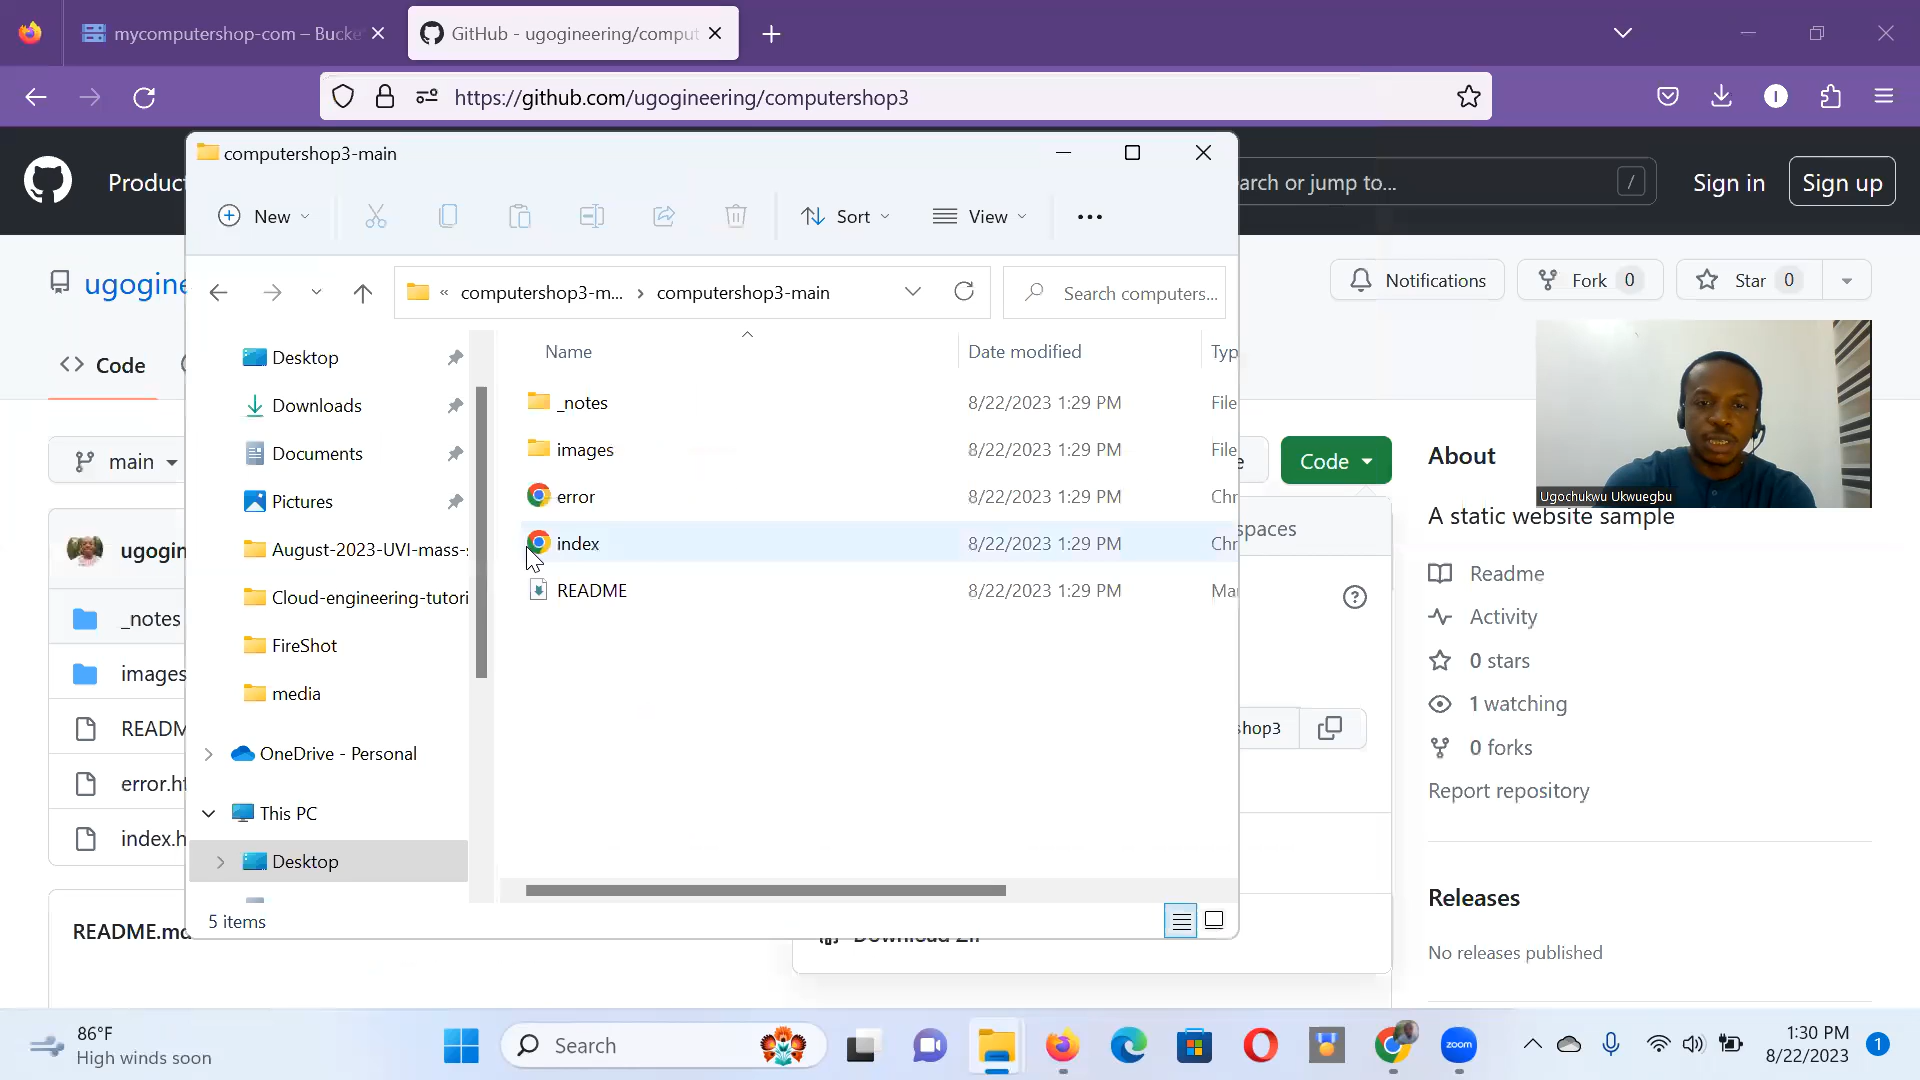 mycomputershop-com – Bucke
GitHub - ugogineering/comput
https://github.com/ugogineering/computershop3
Produc
arch or jump to...
/
Sign in
Sign up
computershop3-main
New
Sort
View
ugogine
« computershop3-m... › computershop3-main
Search computers...
Notifications
Fork 0
Star 0
Code
Name
Date modified
Typ
Desktop
Downloads
Documents
Pictures
August-2023-UVI-mass-
Cloud-engineering-tutori
FireShot
media
OneDrive - Personal
This PC
Desktop
_notes 8/22/2023 1:29 PM File
images 8/22/2023 1:29 PM File
error 8/22/2023 1:29 PM Chr
index 8/22/2023 1:29 PM Chr
README 8/22/2023 1:29 PM Mar
5 items
main
ugogin
_notes
images
READM
error.ht
index.h
README.md
e
Code
spaces
shop3
Download ZIP
About
Ugochukwu Ukwuegbu
A static website sample
Readme
Activity
0 stars
1 watching
0 forks
Report repository
Releases
No releases published
86°F
High winds soon
Search
zoom
1:30 PM
8/22/2023
1